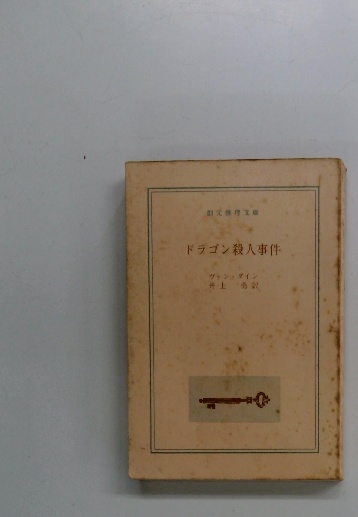 創元推理文庫
ドラゴン殺人事件
ヴァン・ダイン
井上 勇訳